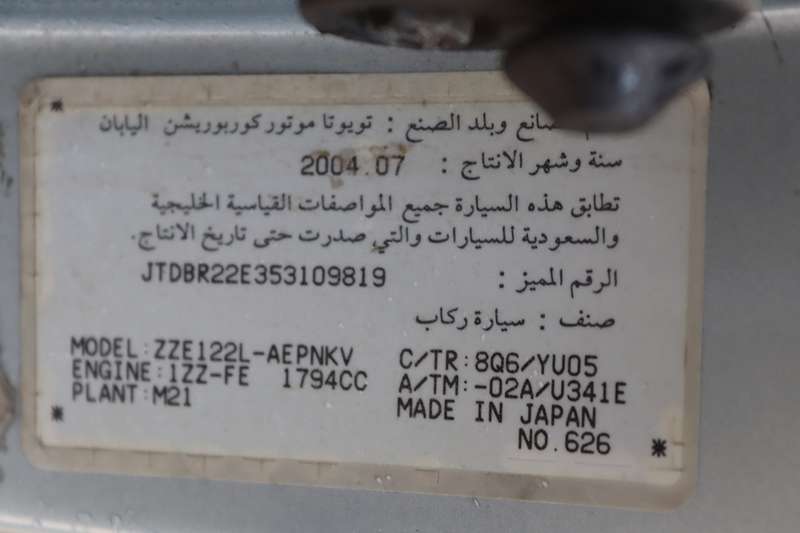 وبلد الصنع : تويوتا موتور كوربوريشن اليابان
سنة وشهر الانتاج : 2004.07
تطابق هذه السيارة جميع المواصفات القياسية الخليجية
والسعودية للسيارات والتي صدرت حتى تاريخ الانتاج.
الرقم المميز : JTDBR22E353109819
صنف : سيارة ركاب
MODEL:ZZE122L-AEPNKV C/TR:8Q6/YU05
ENGINE:1ZZ-FE 1794CC A/TM:-02A/U341E
PLANT:M21 MADE IN JAPAN
NO.626